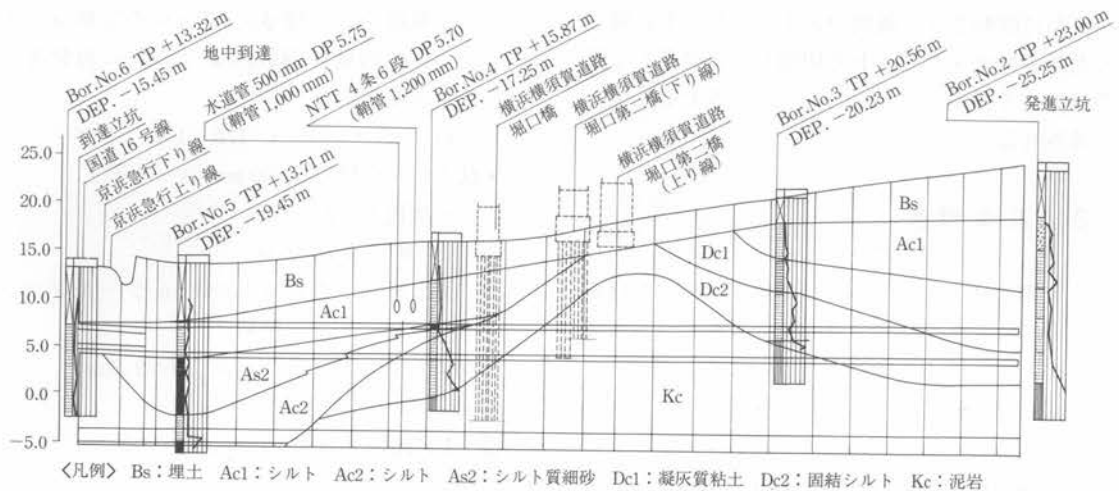 Bor.No.6 TP +13.32 m
DEP. −15.45 m
到達立坑
国道16号線
京浜急行下り線
京浜急行上り線
Bor.No.5 TP +13.71 m
DEP. −19.45 m
地中到達
水道管 500 mm DP 5.75
(鞘管 1,000 mm)
NTT 4条6段 DP 5.70
(鞘管 1,200 mm)
Bor.No.4 TP +15.87 m
DEP. −17.25 m
横浜横須賀道路
堀口橋
横浜横須賀道路
堀口第二橋(下り線)
横浜横須賀道路
堀口第二橋
(上り線)
Bor.No.3 TP +20.56 m
DEP. −20.23 m
Bor.No.2 TP +23.00 m
DEP. −25.25 m
発進立坑
25.0
20.0
15.0
10.0
5.0
0.0
−5.0
Bs
Ac1
As2
Ac2
Dc1
Dc2
Kc
Bs
Ac1
〈凡例〉 Bs：埋土 Ac1：シルト Ac2：シルト As2：シルト質細砂 Dc1：凝灰質粘土 Dc2：固結シルト Kc：泥岩